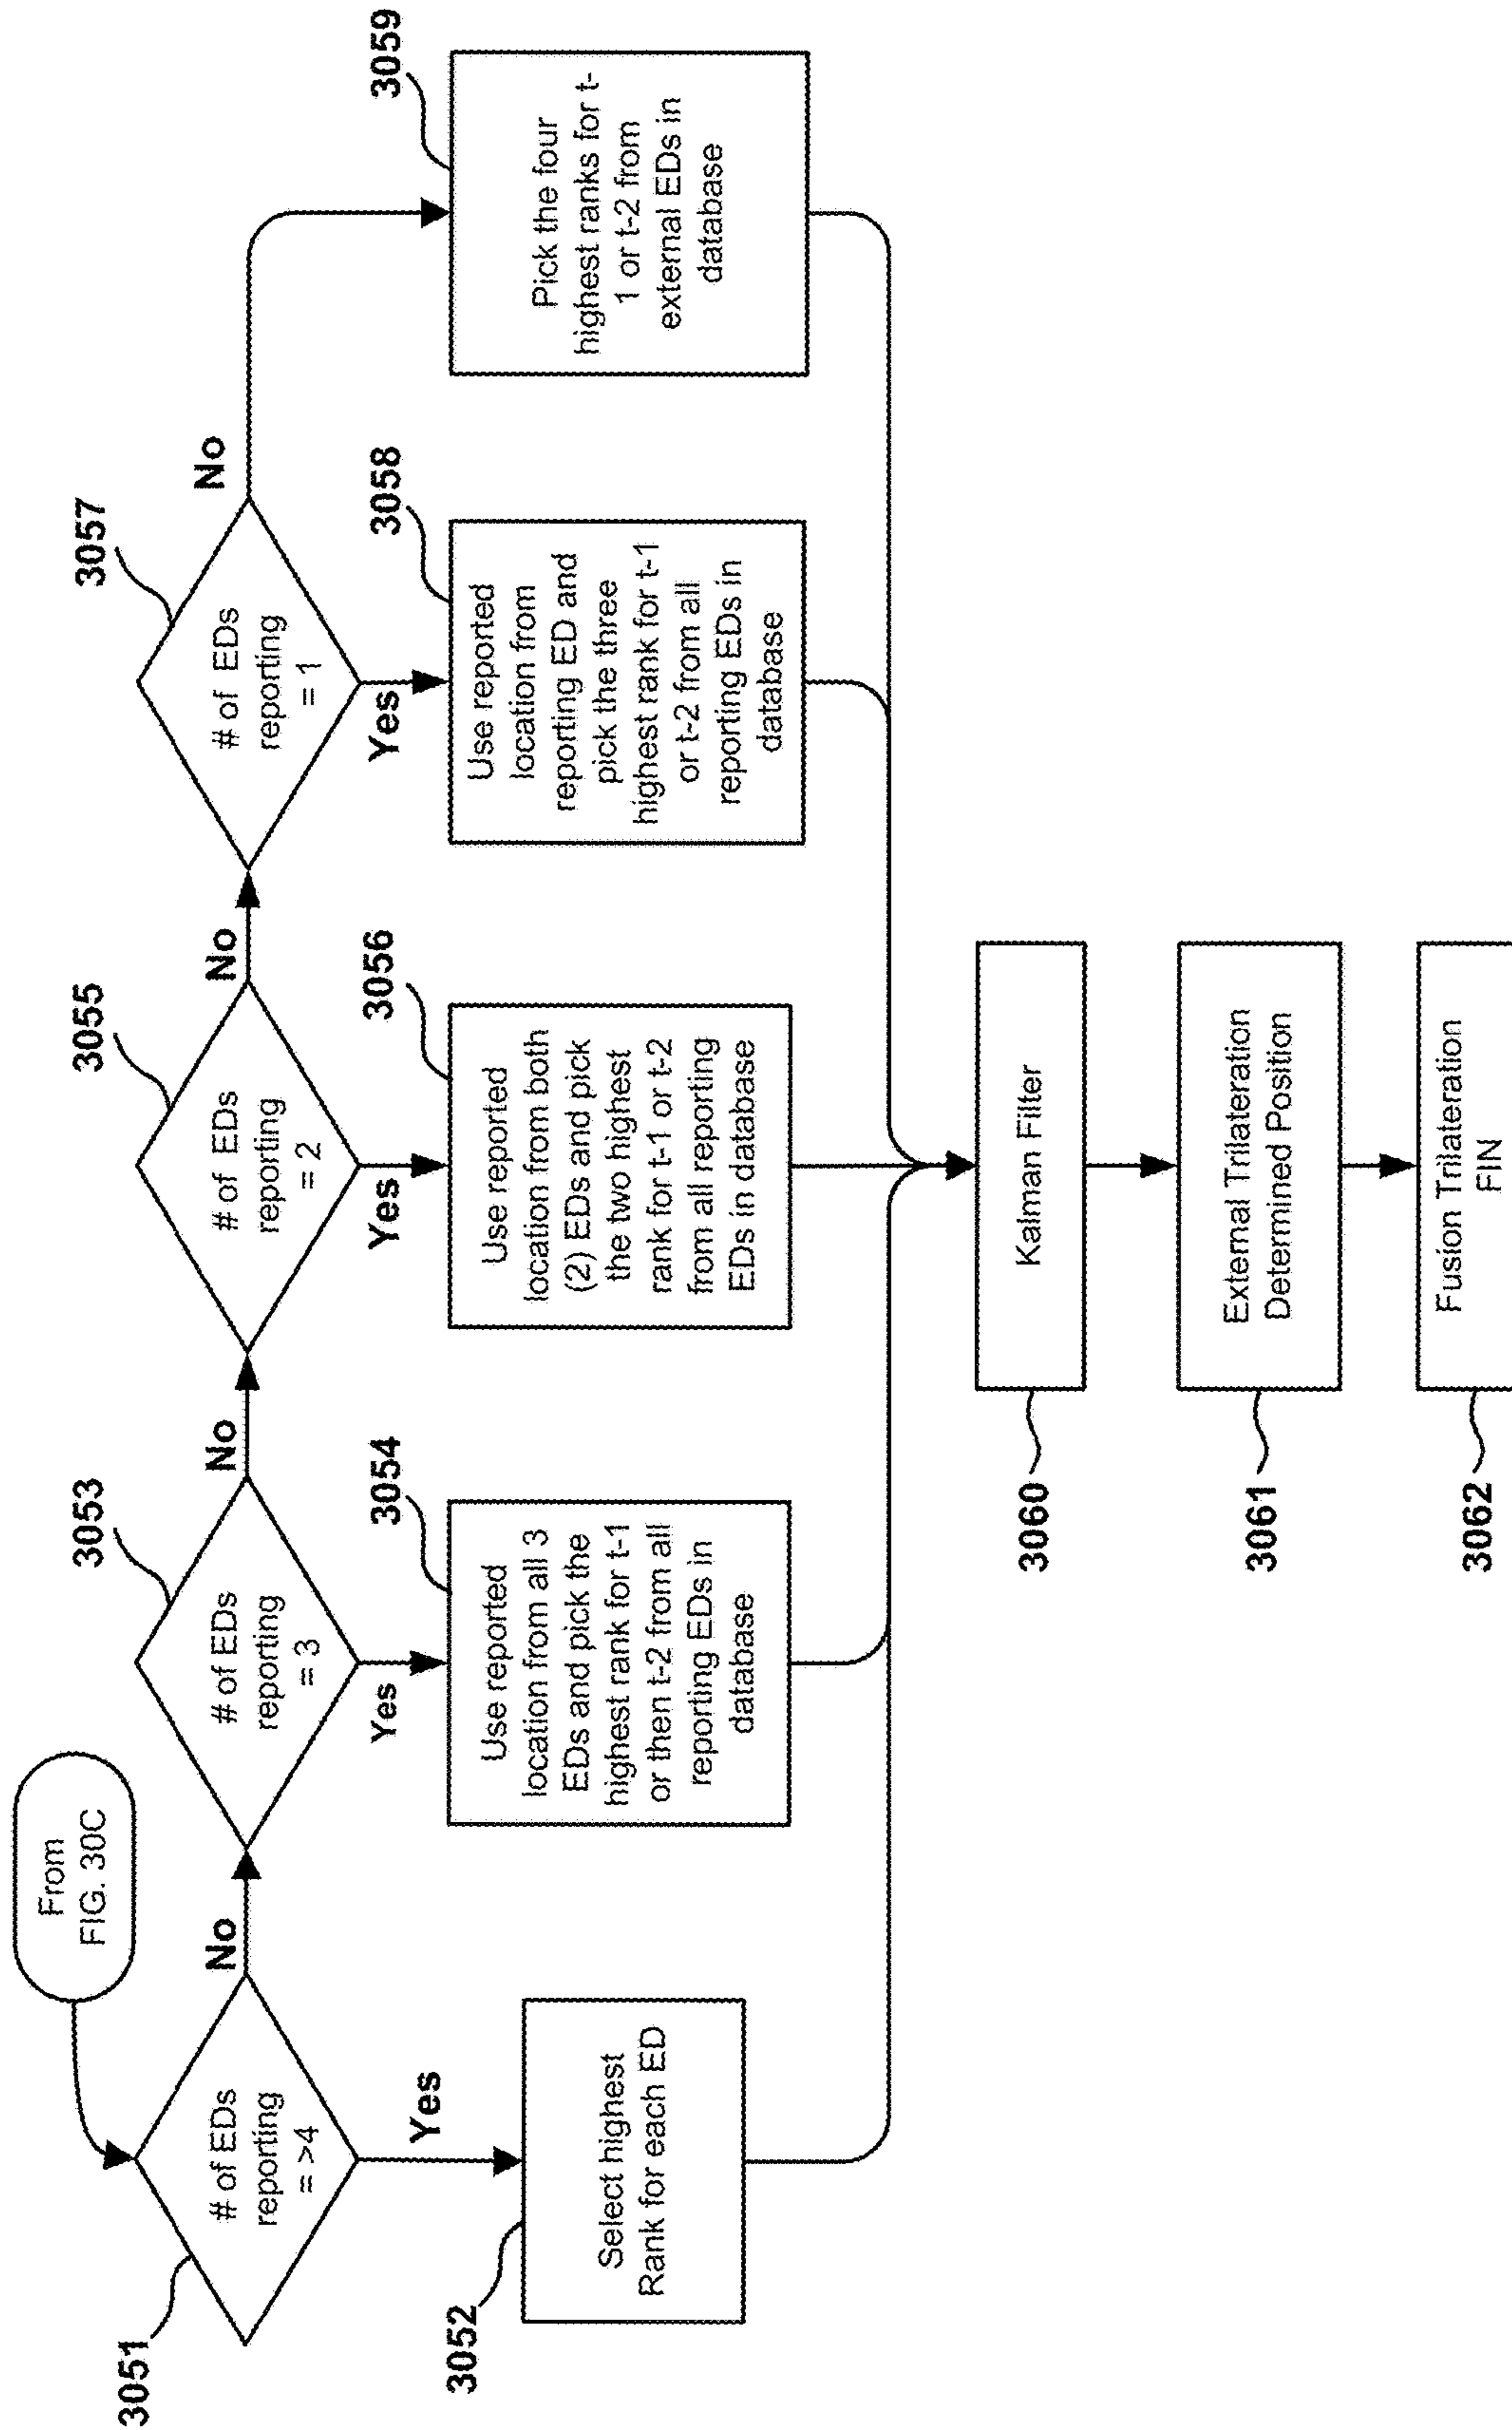 From
FIG. 30C
3051
# of EDs
reporting
= >4
No
3053
# of EDs
reporting
= 3
No
3055
# of EDs
reporting
= 2
No
3057
# of EDs
reporting
= 1
No
Yes
Yes
Yes
Yes
3052
Select highest
Rank for each ED
3054
Use reported
location from all 3
EDs and pick the
highest rank for t-1
or then t-2 from all
reporting EDs in
database
3056
Use reported
location from both
(2) EDs and pick
the two highest
rank for t-1 or t-2
from all reporting
EDs in database
3058
Use reported
location from
reporting ED and
pick the three
highest rank for t-1
or t-2 from all
reporting EDs in
database
3059
Pick the four
highest ranks for t-
1 or t-2 from
external EDs in
database
3060
Kalman Filter
3061
External Trilateration
Determined Position
3062
Fusion Trilateration
FIN